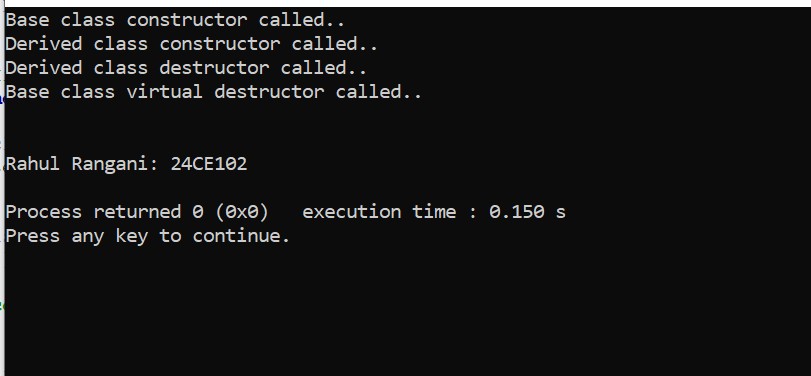 Base class constructor called..
Derived class constructor called..
Derived class destructor called..
Base class virtual destructor called..
Rahul Rangani: 24CE102
Process returned 0 (0x0)   execution time : 0.150 s
Press any key to continue.